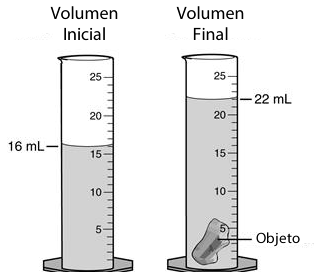 Volumen
Inicial
Volumen
Final
25
20
15
10
5
16 mL
25
20
15
10
5
22 mL
Objeto